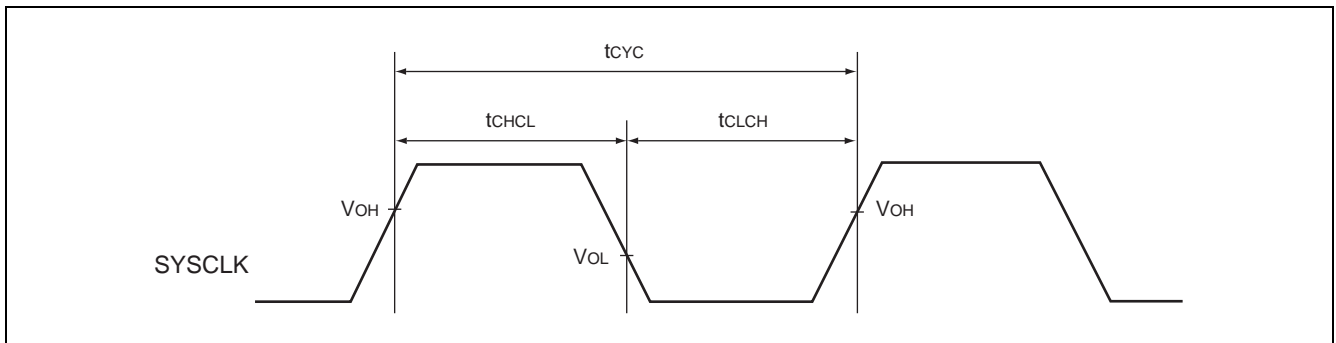 tCYC
tCHCL
tCLCH
VOH
VOH
VOL
SYSCLK